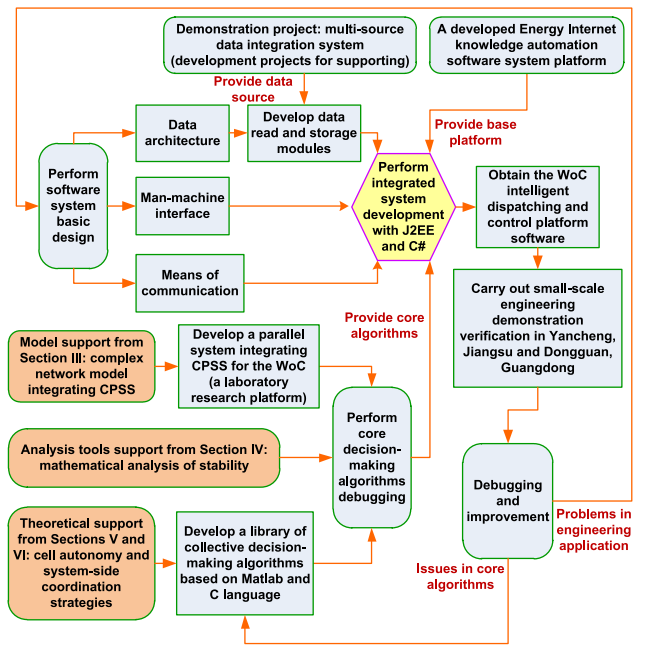 Demonstration project: multi-source
data integration system
(development projects for supporting)
A developed Energy Internet
knowledge automation
software system platform
Provide data
source
Provide base
platform
Data
architecture
Develop data
read and storage
modules
Perform
software
system
basic
design
Man-machine
interface
Perform
integrated
system
development
with J2EE
and C#
Obtain the WoC
intelligent
dispatching and
control platform
software
Means of
communication
Provide core
algorithms
Carry out small-scale
engineering
demonstration
verification in Yancheng,
Jiangsu and Dongguan,
Guangdong
Model support from
Section III: complex
network model
integrating CPSS
Develop a parallel
system integrating
CPSS for the WoC
(a laboratory
research platform)
Perform
core
decision-
making
algorithms
debugging
Analysis tools support from Section IV:
mathematical analysis of stability
Debugging
and
improvement
Problems in
engineering
application
Theoretical support
from Sections V and
VI: cell autonomy and
system-side
coordination
strategies
Develop a library of
collective decision-
making algorithms
based on Matlab and
C language
Issues in core
algorithms